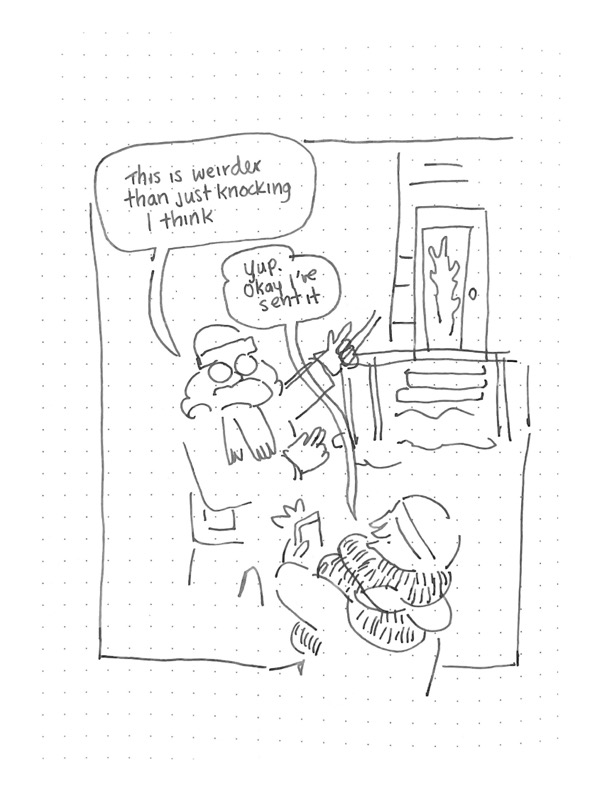 This is weirder
than just knocking
I think
Yup.
Okay I've
sent it